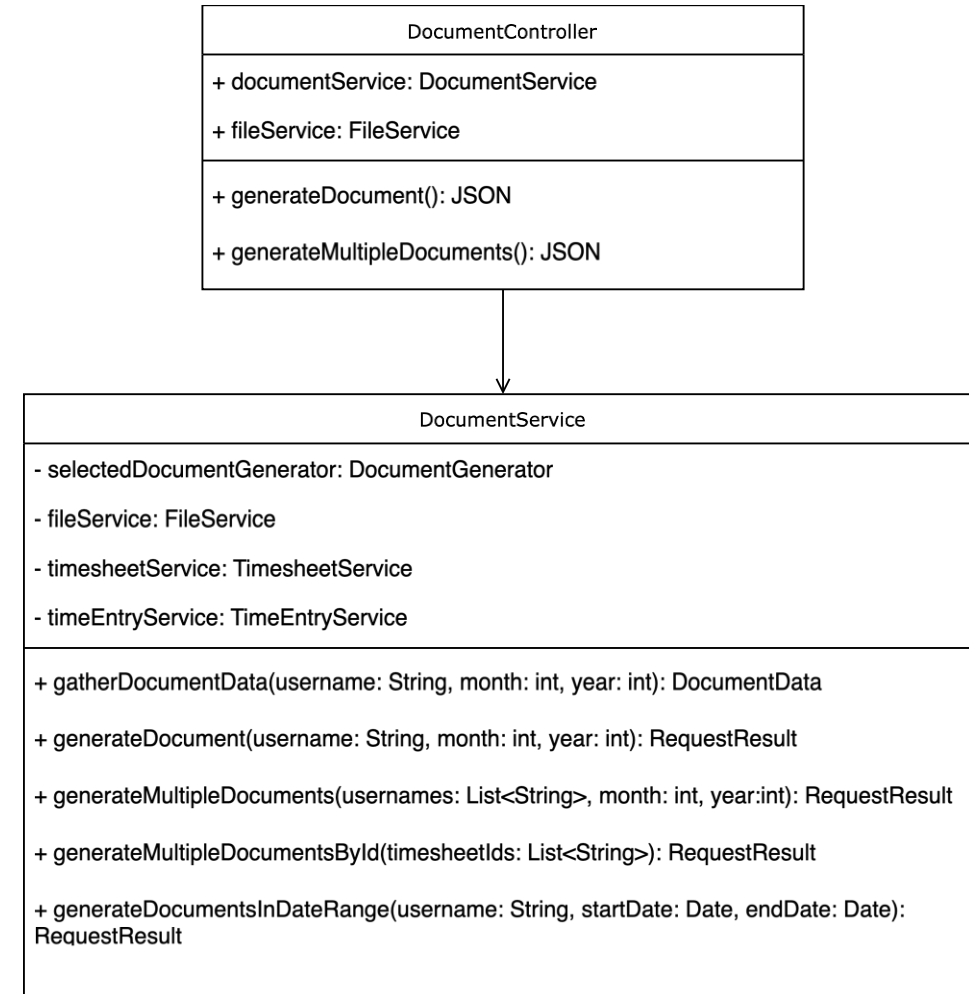 DocumentController
+ documentService: DocumentService
+ fileService: FileService
+ generateDocument(): JSON
+ generateMultipleDocuments(): JSON
DocumentService
- selectedDocumentGenerator: DocumentGenerator
- fileService: FileService
- timesheetService: TimesheetService
- timeEntryService: TimeEntryService
+ gatherDocumentData(username: String, month: int, year: int): DocumentData
+ generateDocument(username: String, month: int, year: int): RequestResult
+ generateMultipleDocuments(usernames: List<String>, month: int, year:int): RequestResult
+ generateMultipleDocumentsById(timesheetIds: List<String>): RequestResult
+ generateDocumentsInDateRange(username: String, startDate: Date, endDate: Date):
RequestResult